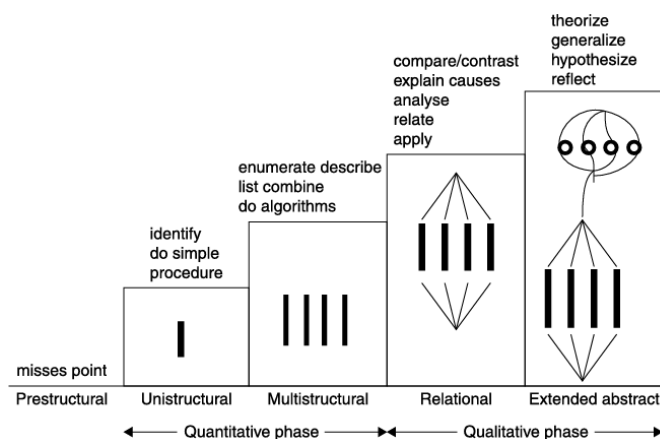 theorize
generalize
hypothesize
reflect
compare/contrast
explain causes
analyse
relate
apply
enumerate describe
list combine
do algorithms
identify
do simple
procedure
misses point
Prestructural
Unistructural
Multistructural
Relational
Extended abstract
Quantitative phase
Qualitative phase